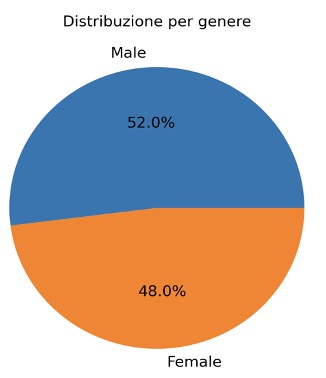 Distribuzione per genere
Male
52.0%
48.0%
Female